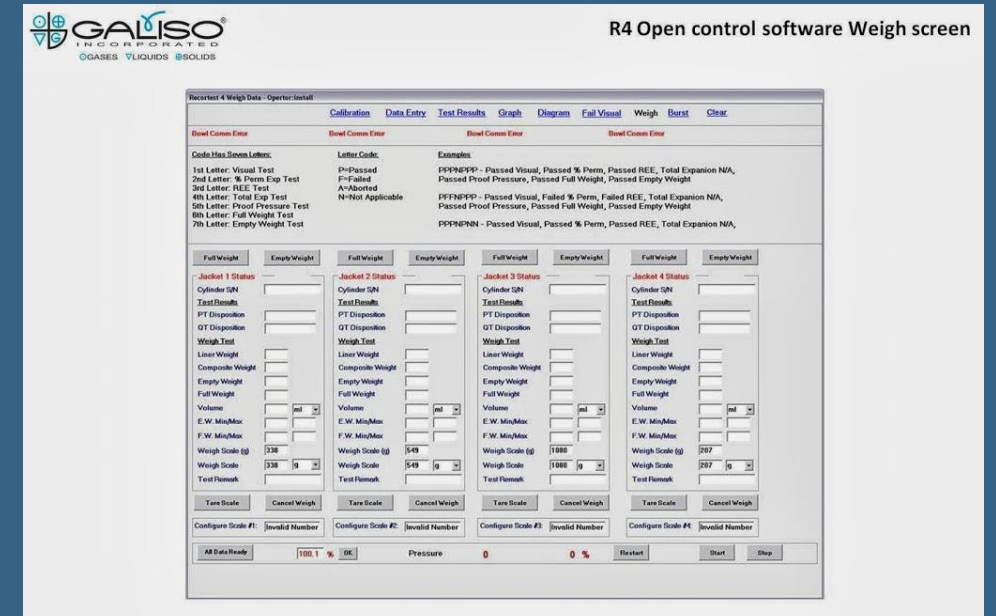 GALISO®
INCORPORATED
GASES LIQUIDS SOLIDS
R4 Open control software Weigh screen
Recortest 4 Weigh Data - Opertor:install
Calibration Data Entry Test Results Graph Diagram Fail Visual Weigh Burst Clear
Bowl Comm Error Bowl Comm Error Bowl Comm Error Bowl Comm Error
Code Has Seven Letters: Letter Code: Examples
1st Letter: Visual Test P=Passed PPPNPPP - Passed Visual, Passed % Perm, Passed REE, Total Expanion N/A,
2nd Letter: % Perm Exp Test F=Failed Passed Proof Pressure, Passed Full Weight, Passed Empty Weight
3rd Letter: REE Test A=Aborted
4th Letter: Total Exp Test N=Not Applicable PFFNPPP - Passed Visual, Failed % Perm, Failed REE, Total Expanion N/A,
5th Letter: Proof Pressure Test Passed Proof Pressure, Passed Full Weight, Passed Empty Weight
6th Letter: Full Weight Test
7th Letter: Empty Weight Test PPPNPNN - Passed Visual, Passed % Perm, Passed REE, Total Expanion N/A,
Full Weight Empty Weight Full Weight Empty Weight Full Weight Empty Weight Full Weight Empty Weight
Jacket 1 Status Jacket 2 Status Jacket 3 Status Jacket 4 Status
Cylinder S/N Cylinder S/N Cylinder S/N Cylinder S/N
Test Results Test Results Test Results Test Results
PT Disposition PT Disposition PT Disposition PT Disposition
QT Disposition QT Disposition QT Disposition QT Disposition
Weigh Test Weigh Test Weigh Test Weigh Test
Liner Weight Liner Weight Liner Weight Liner Weight
Composite Weight Composite Weight Composite Weight Composite Weight
Empty Weight Empty Weight Empty Weight Empty Weight
Full Weight Full Weight Full Weight Full Weight
Volume ml Volume ml Volume ml Volume ml
E.W. Min/Max E.W. Min/Max E.W. Min/Max E.W. Min/Max
F.W. Min/Max F.W. Min/Max F.W. Min/Max F.W. Min/Max
Weigh Scale (g) 338 Weigh Scale (g) 549 Weigh Scale (g) 1080 Weigh Scale (g) 207
Weigh Scale 338 g Weigh Scale 549 g Weigh Scale 1080 g Weigh Scale 207 g
Test Remark Test Remark Test Remark Test Remark
Tare Scale Cancel Weigh Tare Scale Cancel Weigh Tare Scale Cancel Weigh Tare Scale Cancel Weigh
Configure Scale #1: Invalid Number Configure Scale #2: Invalid Number Configure Scale #3: Invalid Number Configure Scale #4: Invalid Number
All Data Ready 100.1 % OK Pressure 0 0 % Restart Start Stop